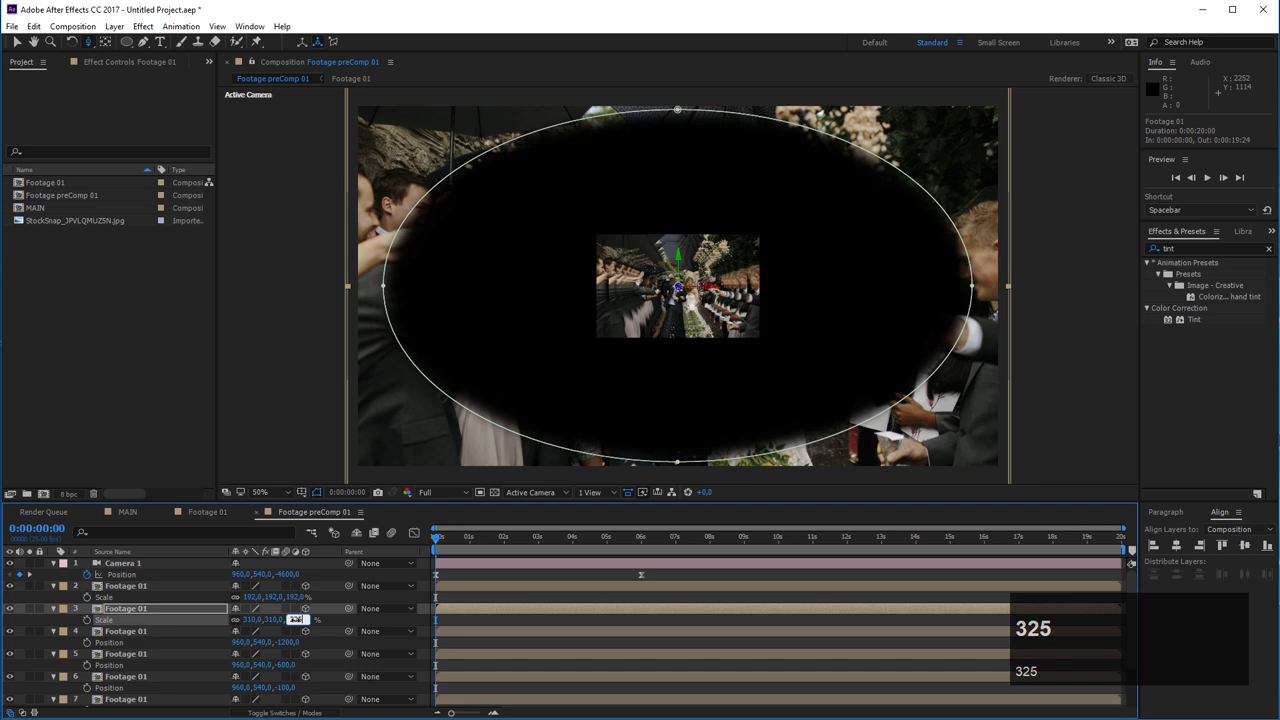 Adobe After Effects CC 2017 - Untitled Project.aep *
File Edit Composition Layer Effect Animation View Window Help
Default Standard Small Screen Libraries Search Help
Project Effect Controls Footage 01
Composition Footage preComp 01
Info Audio
Footage preComp 01 Footage 01 Renderer: Classic 3D
Active Camera
R : X : 2252
G : Y : 1114
B :
A : 0
Footage 01
Duration: 0:00:20:00
In: 0:00:00:00, Out: 0:00:19:24
Preview
Shortcut
Spacebar
Effects & Presets Libra
tint
* Animation Presets
Presets
Image - Creative
Coloriz... hand tint
Color Correction
Tint
Name Type
Footage 01 Composi
Footage preComp 01 Composi
MAIN Composi
StockSnap_JPVLQMUZ5N.jpg Importe..
8 bpc
50% 0:00:00:00 Full Active Camera 1 View +0,0
Render Queue MAIN Footage 01 Footage preComp 01
0:00:00:00
00000 (25.00 fps)
00s 01s 02s 03s 04s 05s 06s 07s 08s 09s 10s 11s 12s 13s 14s 15s 16s 17s 18s 19s 20s
# Source Name Parent
1 Camera 1 None
Position 960,0,540,0,-4600,0
2 Footage 01 None
Scale 192,0,192,0,192,0%
3 Footage 01 None
Scale 310,0,310,0, 325 %
4 Footage 01 None
Position 960,0,540,0,-1200,0
5 Footage 01 None
Position 960,0,540,0,-600,0
6 Footage 01 None
Position 960,0,540,0,-100,0
7 Footage 01 None
Toggle Switches / Modes
Paragraph Align
Align Layers to: Composition
Distribute Layers:
325
325